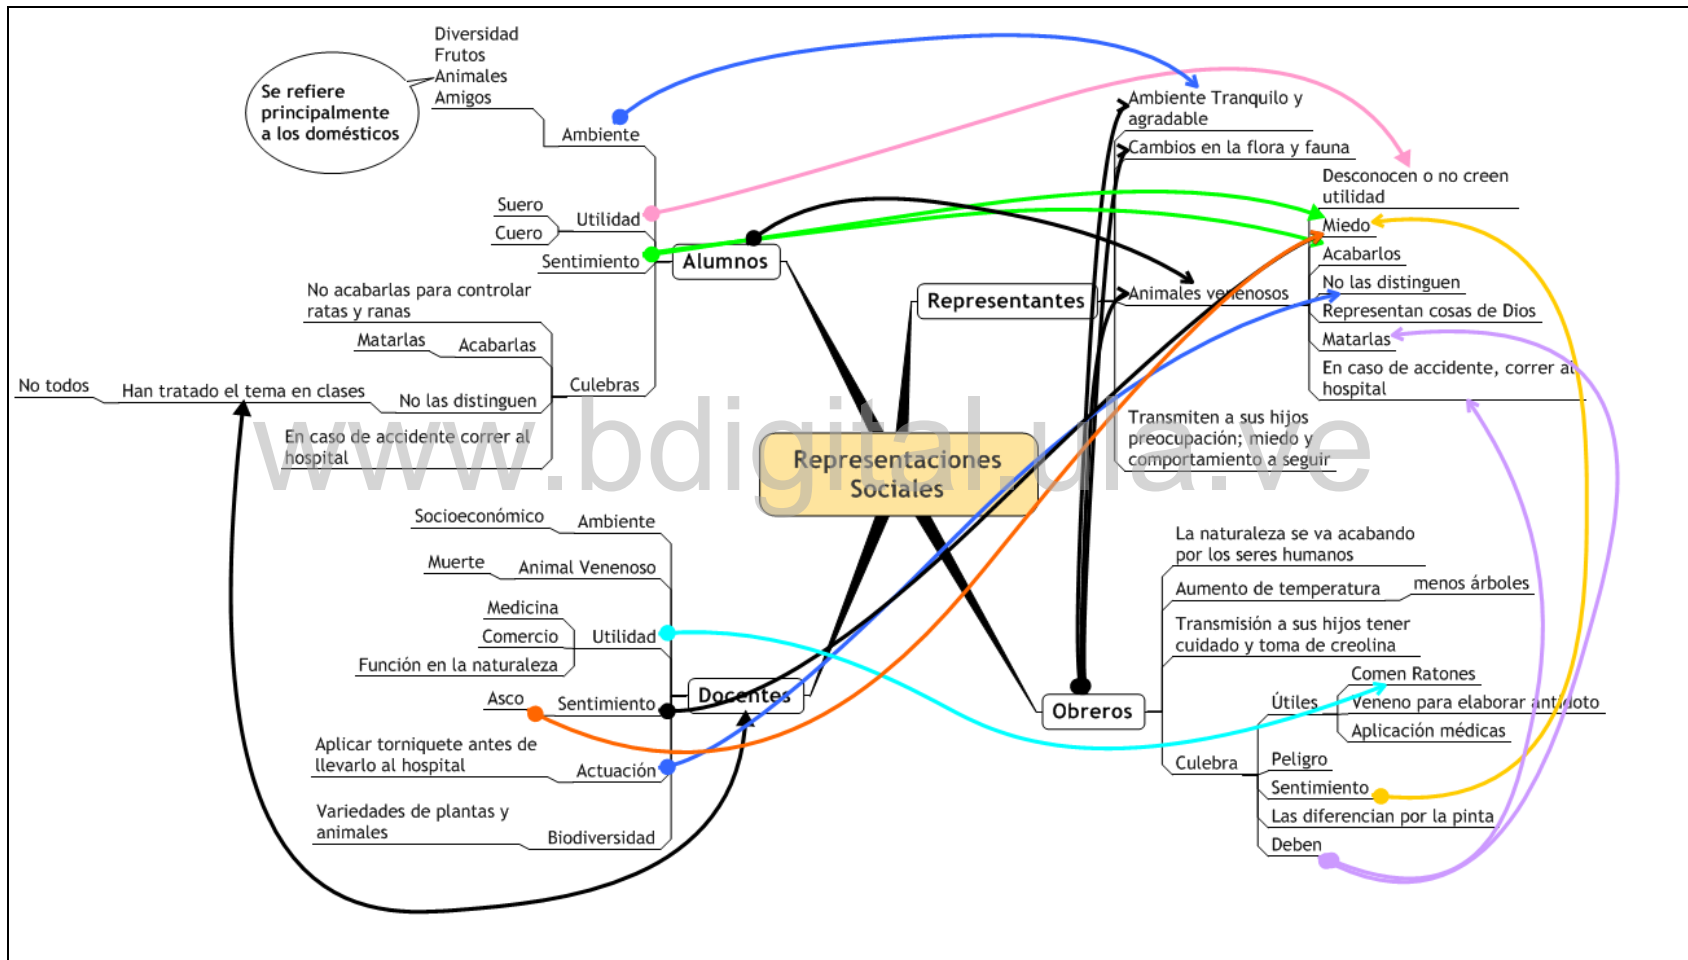 Diversidad
Frutos
Animales
Amigos
Se refiere
principalmente
a los domésticos
Ambiente
Suero
Cuero
Utilidad
Sentimiento
Alumnos
No acabarlas para controlar
ratas y ranas
Matarlas
Acabarlas
No todos
Han tratado el tema en clases
No las distinguen
Culebras
En caso de accidente correr al
hospital
Representantes
Ambiente Tranquilo y
agradable
Cambios en la flora y fauna
Animales venenosos
Desconocen o no creen
utilidad
Miedo
Acabarlos
No las distinguen
Representan cosas de Dios
Matarlas
En caso de accidente, correr al
hospital
Transmiten a sus hijos
preocupación; miedo y
comportamiento a seguir
Representaciones
Sociales
www.bdigital.ula.ve
Socioeconómico
Ambiente
Muerte
Animal Venenoso
Medicina
Comercio
Función en la naturaleza
Utilidad
Asco
Sentimiento
Docentes
Aplicar torniquete antes de
llevarlo al hospital
Actuación
Variedades de plantas y
animales
Biodiversidad
La naturaleza se va acabando
por los seres humanos
Aumento de temperatura
menos árboles
Transmisión a sus hijos tener
cuidado y toma de creolina
Obreros
Comen Ratones
Útiles
Veneno para elaborar antídoto
Aplicación médicas
Culebra
Peligro
Sentimiento
Las diferencian por la pinta
Deben